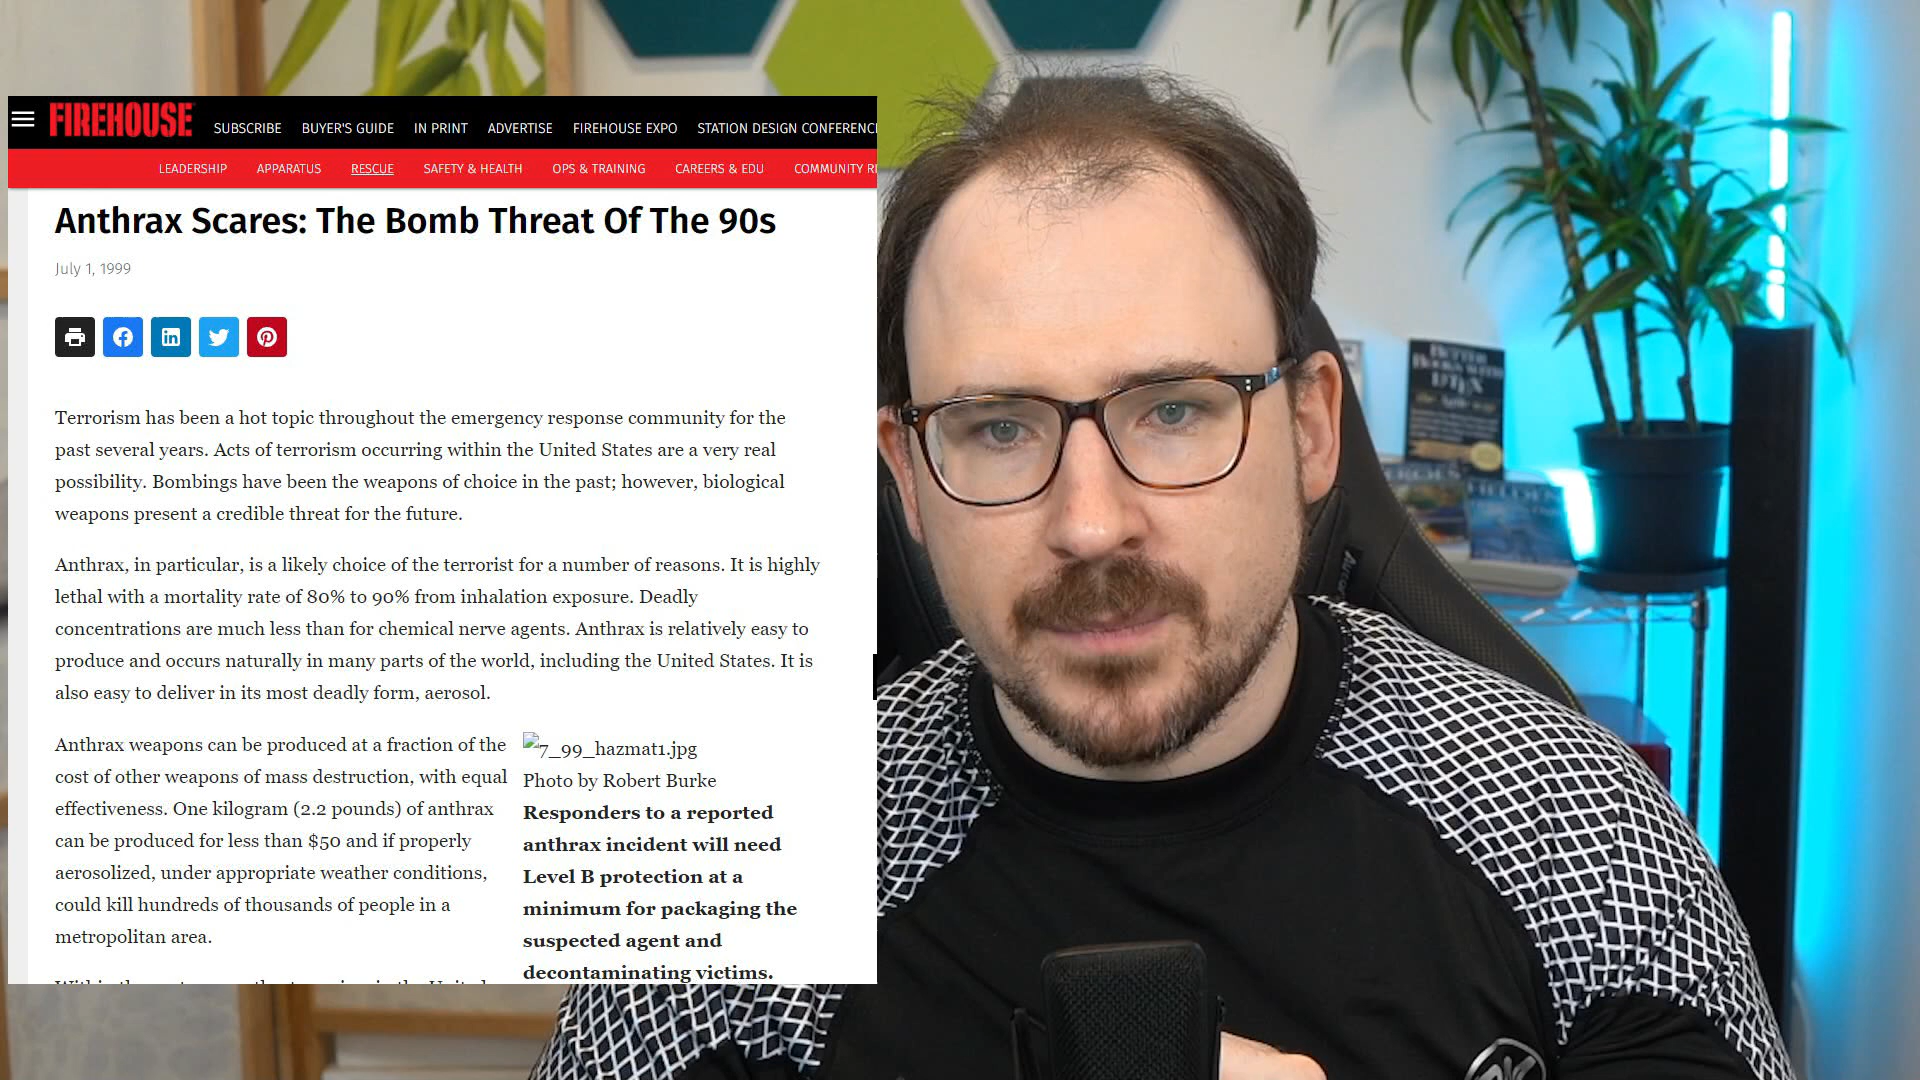 FIREHOUSE
SUBSCRIBE BUYER'S GUIDE IN PRINT ADVERTISE FIREHOUSE EXPO STATION DESIGN CONFERENC
LEADERSHIP APPARATUS RESCUE SAFETY & HEALTH OPS & TRAINING CAREERS & EDU COMMUNITY
Anthrax Scares: The Bomb Threat Of The 90s
July 1, 1999
Terrorism has been a hot topic throughout the emergency response community for the
past several years. Acts of terrorism occurring within the United States are a very real
possibility. Bombings have been the weapons of choice in the past; however, biological
weapons present a credible threat for the future.
Anthrax, in particular, is a likely choice of the terrorist for a number of reasons. It is highly
lethal with a mortality rate of 80% to 90% from inhalation exposure. Deadly
concentrations are much less than for chemical nerve agents. Anthrax is relatively easy to
produce and occurs naturally in many parts of the world, including the United States. It is
also easy to deliver in its most deadly form, aerosol.
Anthrax weapons can be produced at a fraction of the
cost of other weapons of mass destruction, with equal
effectiveness. One kilogram (2.2 pounds) of anthrax
can be produced for less than $50 and if properly
aerosolized, under appropriate weather conditions,
could kill hundreds of thousands of people in a
metropolitan area.
7_99_hazmat1.jpg
Photo by Robert Burke
Responders to a reported
anthrax incident will need
Level B protection at a
minimum for packaging the
suspected agent and
decontaminating victims.